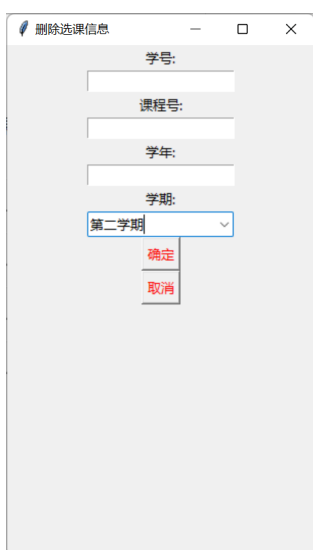 删除选课信息
学号:
课程号:
学年:
学期:
第二学期
确定
取消